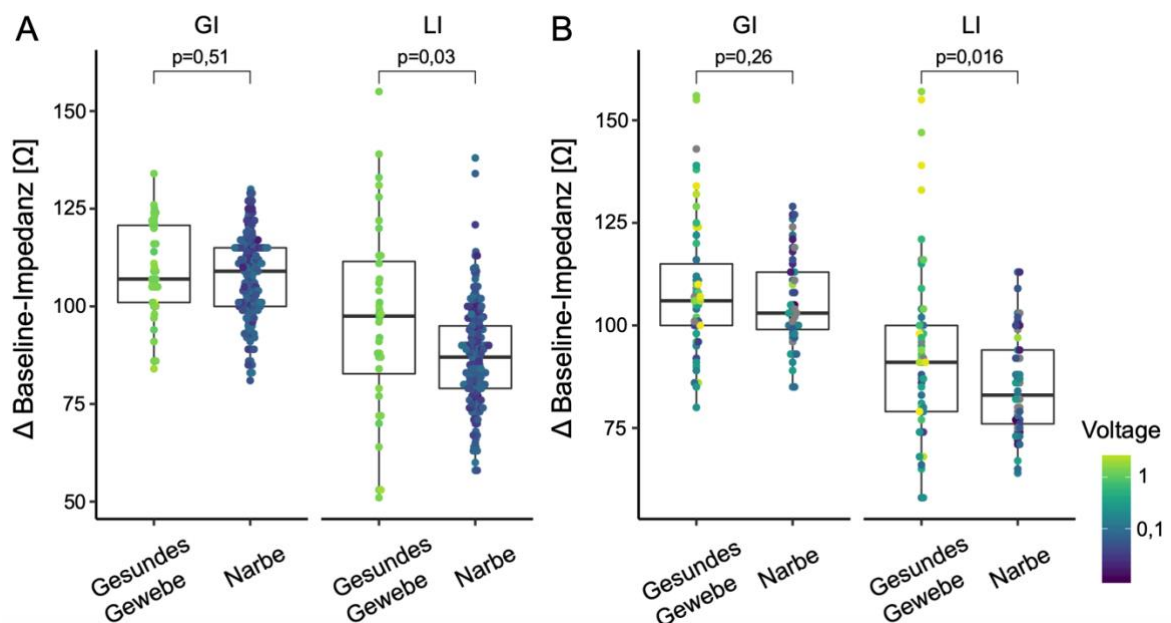 A
GI
LI
p=0,51
p=0,03
Δ Baseline-Impedanz [Ω]
150
125
100
75
50
Gesundes
Gewebe
Narbe
Gesundes
Gewebe
Narbe
B
GI
LI
p=0,26
p=0,016
Δ Baseline-Impedanz [Ω]
150
125
100
75
Gesundes
Gewebe
Narbe
Gesundes
Gewebe
Narbe
Voltage
1
0,1